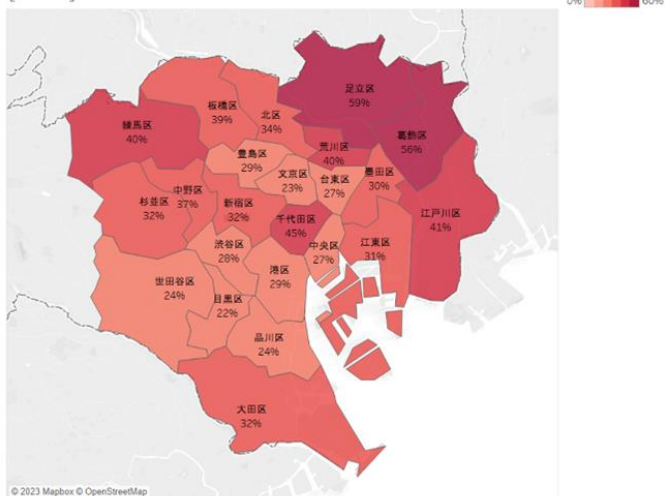 0%
60%
足立区
59%
板橋区
39%
北区
34%
葛飾区
56%
練馬区
40%
荒川区
40%
豊島区
29%
文京区
23%
台東区
27%
墨田区
30%
中野区
37%
杉並区
32%
新宿区
32%
千代田区
45%
江戸川区
41%
渋谷区
28%
中央区
27%
江東区
31%
港区
29%
世田谷区
24%
目黒区
22%
品川区
24%
大田区
32%
© 2023 Mapbox © OpenStreetMap